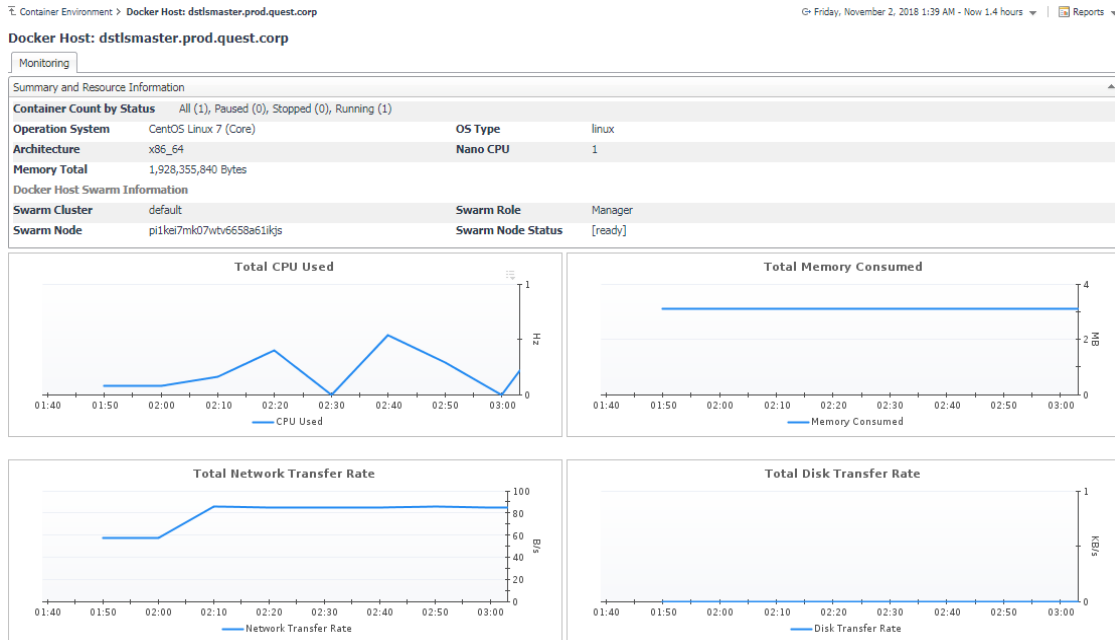 Container Environment > Docker Host: dstlsmaster.prod.quest.corp Friday, November 2, 2018 1:39 AM - Now 1.4 hours | Reports
Docker Host: dstlsmaster.prod.quest.corp
Monitoring
Summary and Resource Information
Container Count by Status All (1), Paused (0), Stopped (0), Running (1)
Operation System CentOS Linux 7 (Core) OS Type linux
Architecture x86_64 Nano CPU 1
Memory Total 1,928,355,840 Bytes
Docker Host Swarm Information
Swarm Cluster default Swarm Role Manager
Swarm Node pi1kei7mk07wtv6658a61ikjs Swarm Node Status [ready]
Total CPU Used
1
Hz
0
01:40 01:50 02:00 02:10 02:20 02:30 02:40 02:50 03:00
CPU Used
Total Memory Consumed
4
2
MB
0
01:40 01:50 02:00 02:10 02:20 02:30 02:40 02:50 03:00
Memory Consumed
Total Network Transfer Rate
100
80
60
B/s
40
20
0
01:40 01:50 02:00 02:10 02:20 02:30 02:40 02:50 03:00
Network Transfer Rate
Total Disk Transfer Rate
1
KB/s
0
01:40 01:50 02:00 02:10 02:20 02:30 02:40 02:50 03:00
Disk Transfer Rate